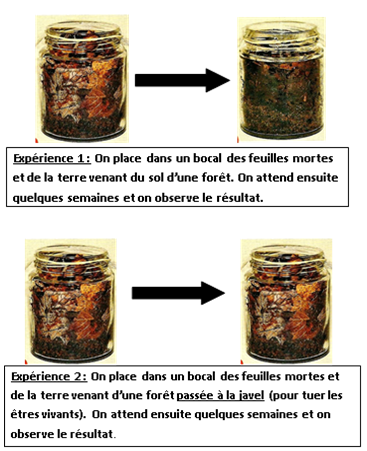 Expérience 1 : On place dans un bocal des feuilles mortes
et de la terre venant du sol d'une forêt. On attend ensuite
quelques semaines et on observe le résultat.
Expérience 2 : On place dans un bocal des feuilles mortes et
de la terre venant d'une forêt passée à la javel (pour tuer les
êtres vivants). On attend ensuite quelques semaines et on
observe le résultat.